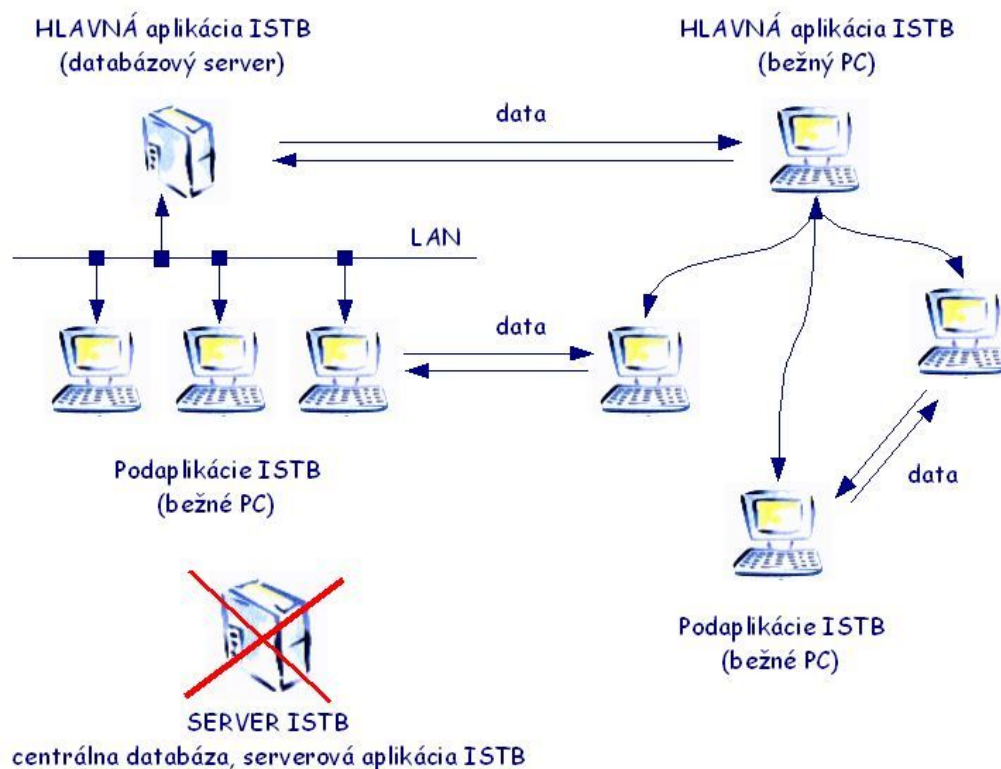 HLAVNÁ aplikácia ISTB
(databázový server)
HLAVNÁ aplikácia ISTB
(bežný PC)
data
LAN
data
Podaplikácie ISTB
(bežné PC)
data
Podaplikácie ISTB
(bežné PC)
SERVER ISTB
centrálna databáza, serverová aplikácia ISTB